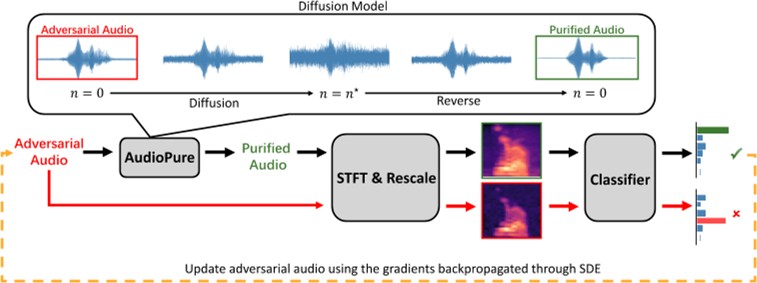 Diffusion Model
Adversarial Audio
Purified Audio
n = 0
Diffusion
n = n*
Reverse
n = 0
Adversarial
Audio
AudioPure
Purified
Audio
STFT & Rescale
Classifier
✓
✘
Update adversarial audio using the gradients backpropagated through SDE